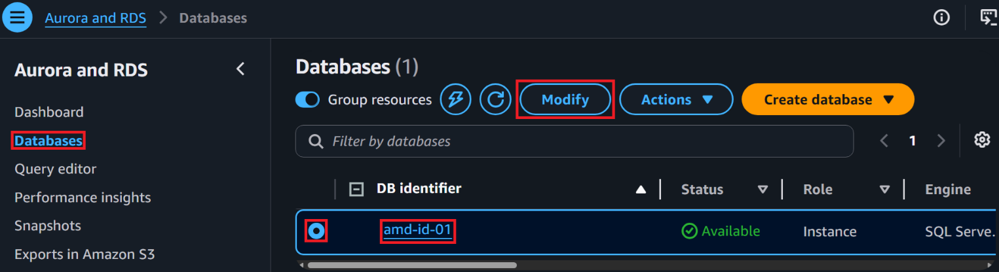 Aurora and RDS > Databases
Aurora and RDS
Dashboard
Databases
Query editor
Performance insights
Snapshots
Exports in Amazon S3
Databases (1)
Group resources Modify Actions Create database
Filter by databases 1
DB identifier Status Role Engine
amd-id-01 Available Instance SQL Serve...